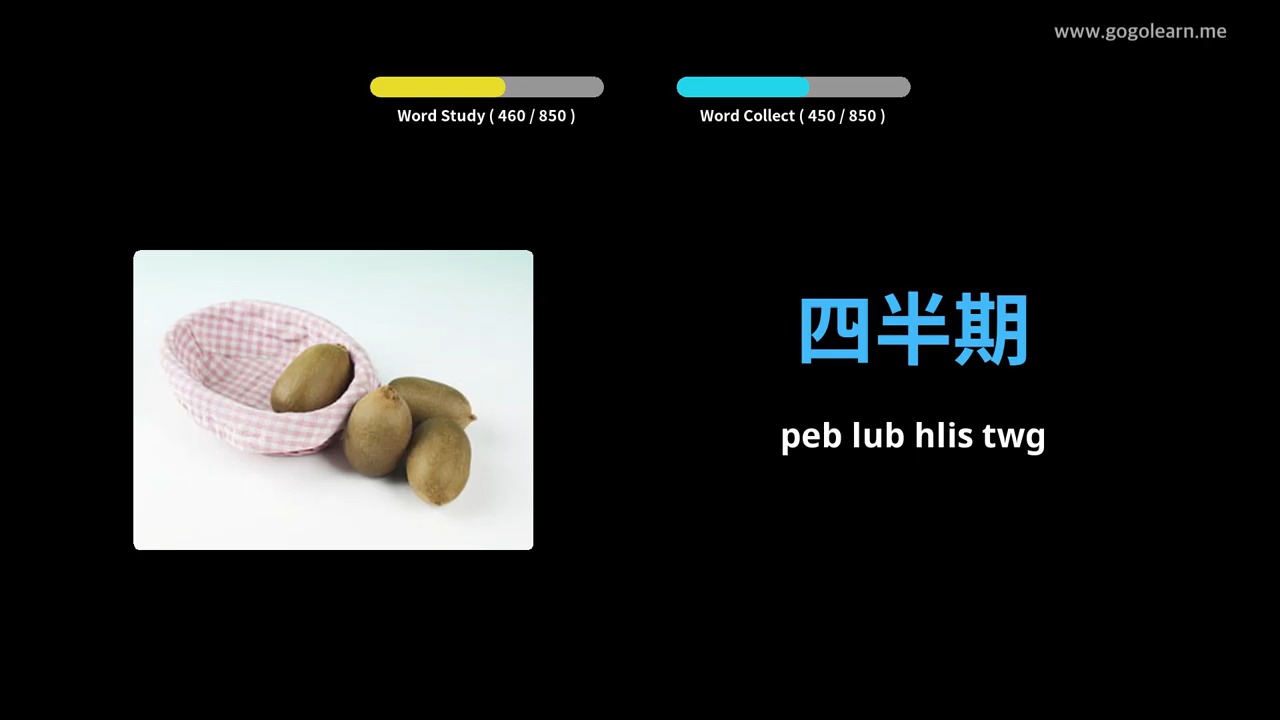 www.gogolearn.me
Word Study ( 460 / 850 )
Word Collect ( 450 / 850 )
四半期
peb lub hlis twg